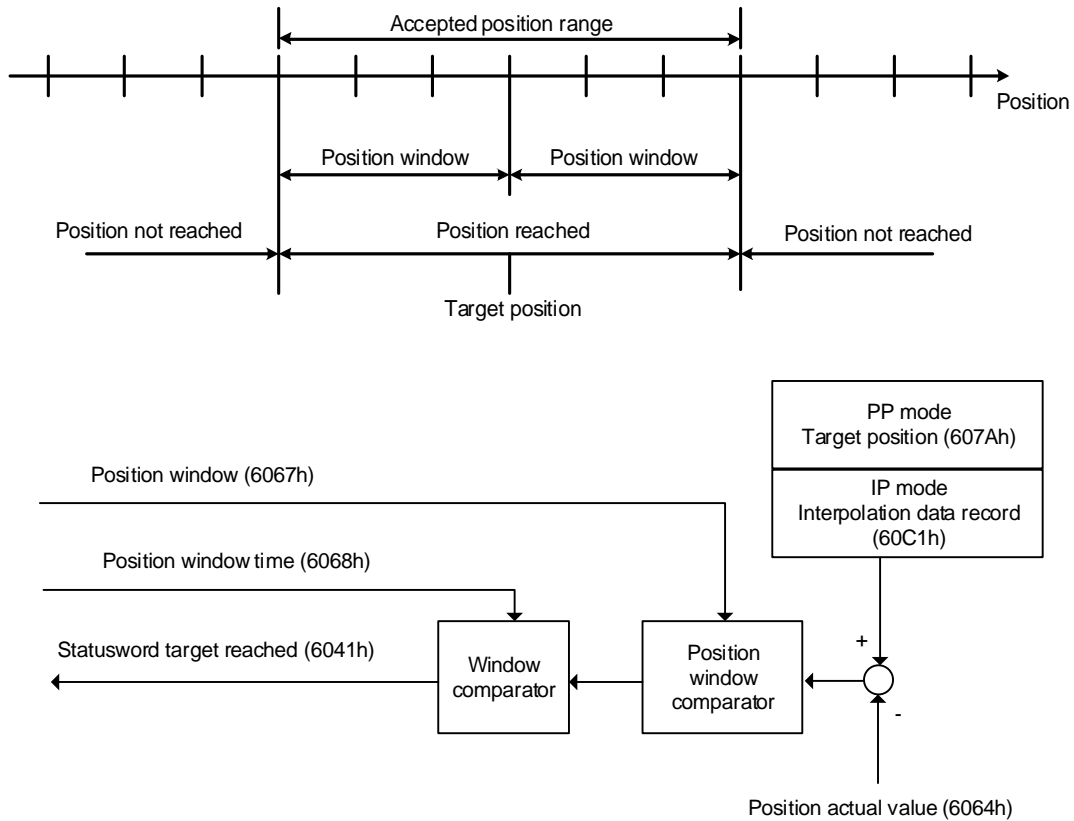 Accepted position range
Position
Position window
Position window
Position not reached
Position reached
Position not reached
Target position
PP mode
Target position (607Ah)
IP mode
Interpolation data record
(60C1h)
Position window (6067h)
Position window time (6068h)
Statusword target reached (6041h)
Window
comparator
Position
window
comparator
+
-
Position actual value (6064h)